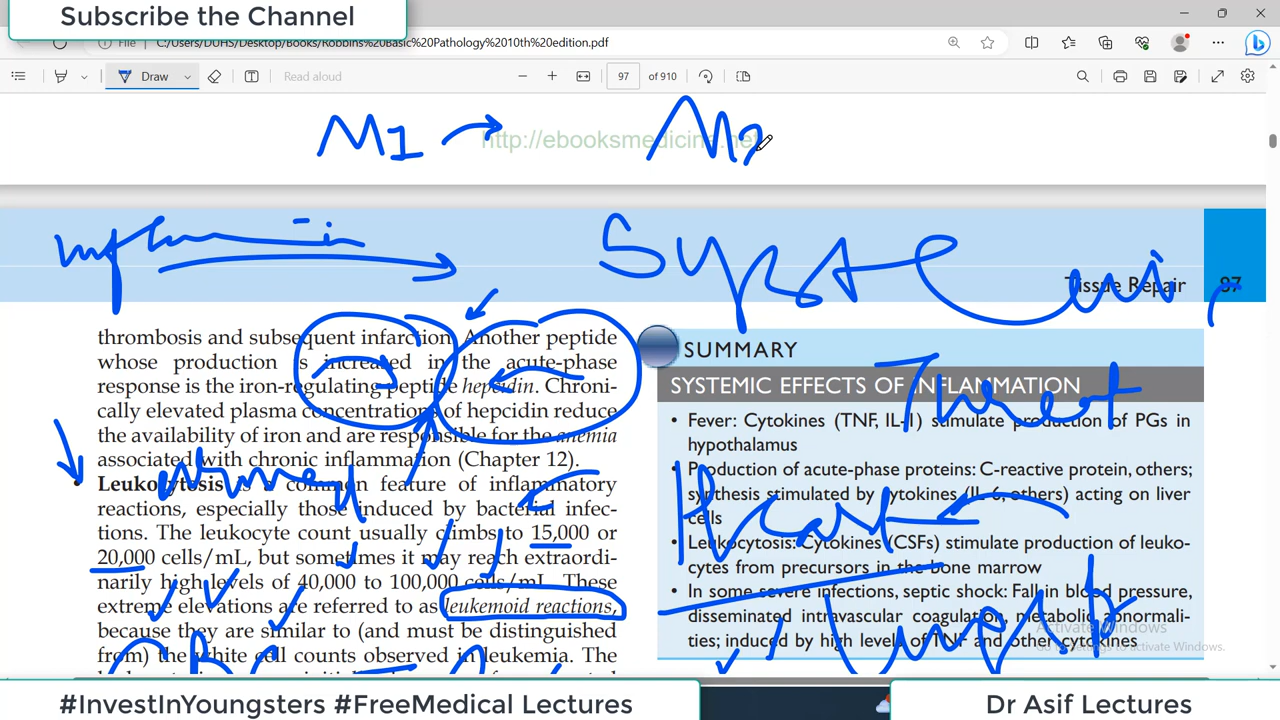 Subscribe the Channel
File C:/Users/DUHS/Desktop/Books/Robbins%20Basic%20Pathology%2010th%20edition.pdf
Draw Read aloud 97 of 910
M1 → M2
http://ebooksmedicine.net
Tissue Repair 87
thrombosis and subsequent infarction. Another peptide
whose production is increased in the acute-phase
response is the iron-regulating peptide hepcidin. Chroni-
cally elevated plasma concentrations of hepcidin reduce
the availability of iron and are responsible for the anemia
associated with chronic inflammation (Chapter 12).
• Leukocytosis is a common feature of inflammatory
reactions, especially those induced by bacterial infec-
tions. The leukocyte count usually climbs to 15,000 or
20,000 cells/mL, but sometimes it may reach extraordi-
narily high levels of 40,000 to 100,000 cells/mL. These
extreme elevations are referred to as leukemoid reactions,
because they are similar to (and must be distinguished
from) the white cell counts observed in leukemia. The
SUMMARY
SYSTEMIC EFFECTS OF INFLAMMATION
• Fever: Cytokines (TNF, IL-1) stimulate production of PGs in
hypothalamus
• Production of acute-phase proteins: C-reactive protein, others;
synthesis stimulated by cytokines (IL-6, others) acting on liver
cells
• Leukocytosis: Cytokines (CSFs) stimulate production of leuko-
cytes from precursors in the bone marrow
• In some severe infections, septic shock: Fall in blood pressure,
disseminated intravascular coagulation, metabolic abnormali-
ties; induced by high levels of TNF and other cytokines
Heart
Activate Windows
Go to Settings to activate Windows.
#InvestInYoungsters #FreeMedical Lectures
Dr Asif Lectures